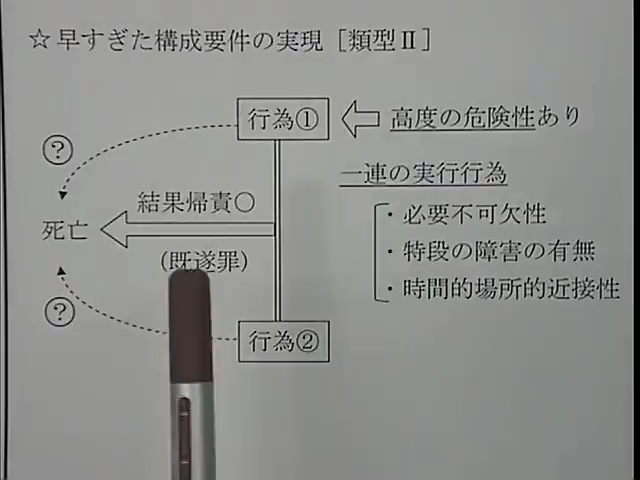 ☆早すぎた構成要件の実現［類型Ⅱ］
行為①
高度の危険性あり
?
一連の実行行為
結果帰責〇
・必要不可欠性
死亡
・特段の障害の有無
(既遂罪)
・時間的場所的近接性
?
行為②